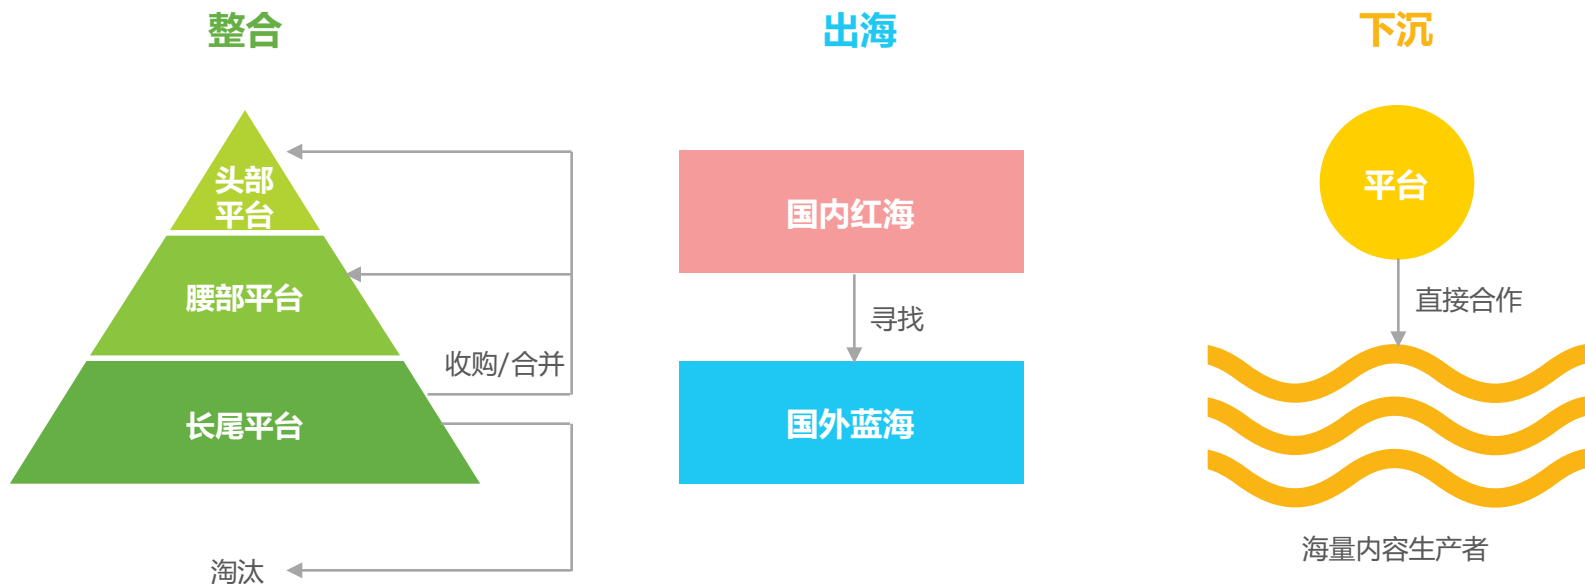 整合
头部
平台
腰部平台
收购/合并
长尾平台
淘汰
出海
国内红海
寻找
国外蓝海
下沉
平台
直接合作
海量内容生产者